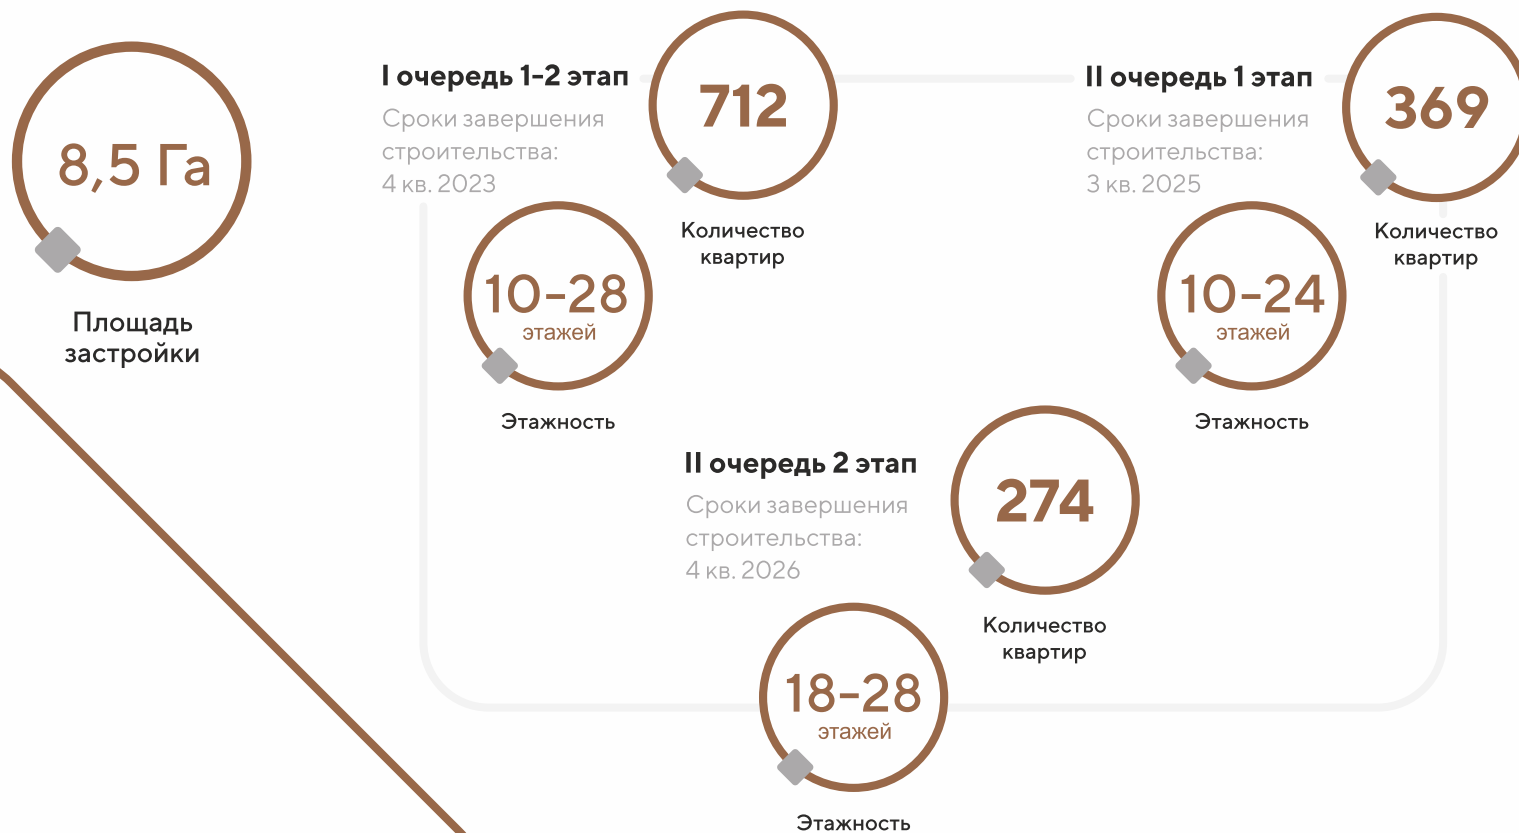 8,5 Га
Площадь
застройки
I очередь 1-2 этап
Сроки завершения
строительства:
4 кв. 2023
712
Количество
квартир
10-28
этажей
Этажность
II очередь 1 этап
Сроки завершения
строительства:
3 кв. 2025
369
Количество
квартир
10-24
этажей
Этажность
II очередь 2 этап
Сроки завершения
строительства:
4 кв. 2026
274
Количество
квартир
18-28
этажей
Этажность